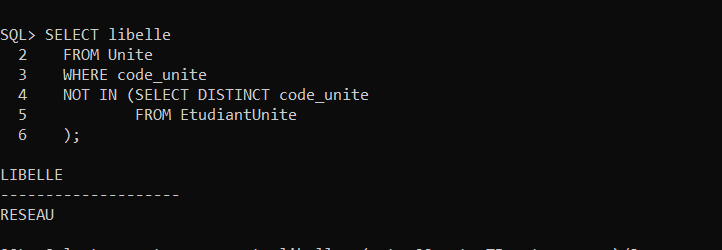 SQL> SELECT libelle
2 FROM Unite
3 WHERE code_unite
4 NOT IN (SELECT DISTINCT code_unite
5 FROM EtudiantUnite
6 );
LIBELLE
--------------------
RESEAU